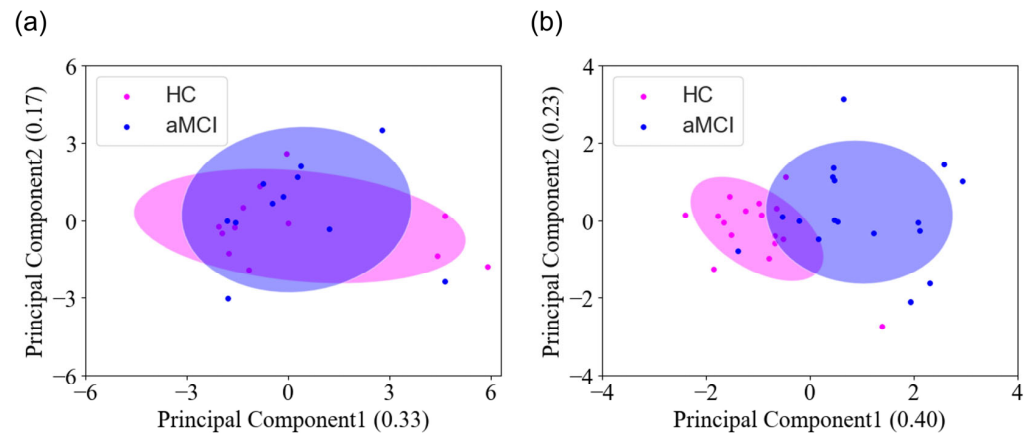 (a)
(b)
6
3
0
−3
−6
−6
−3
0
3
6
Principal Component2 (0.17)
Principal Component1 (0.33)
HC
aMCI
4
2
0
−2
−4
−4
−2
0
2
4
Principal Component2 (0.23)
Principal Component1 (0.40)
HC
aMCI